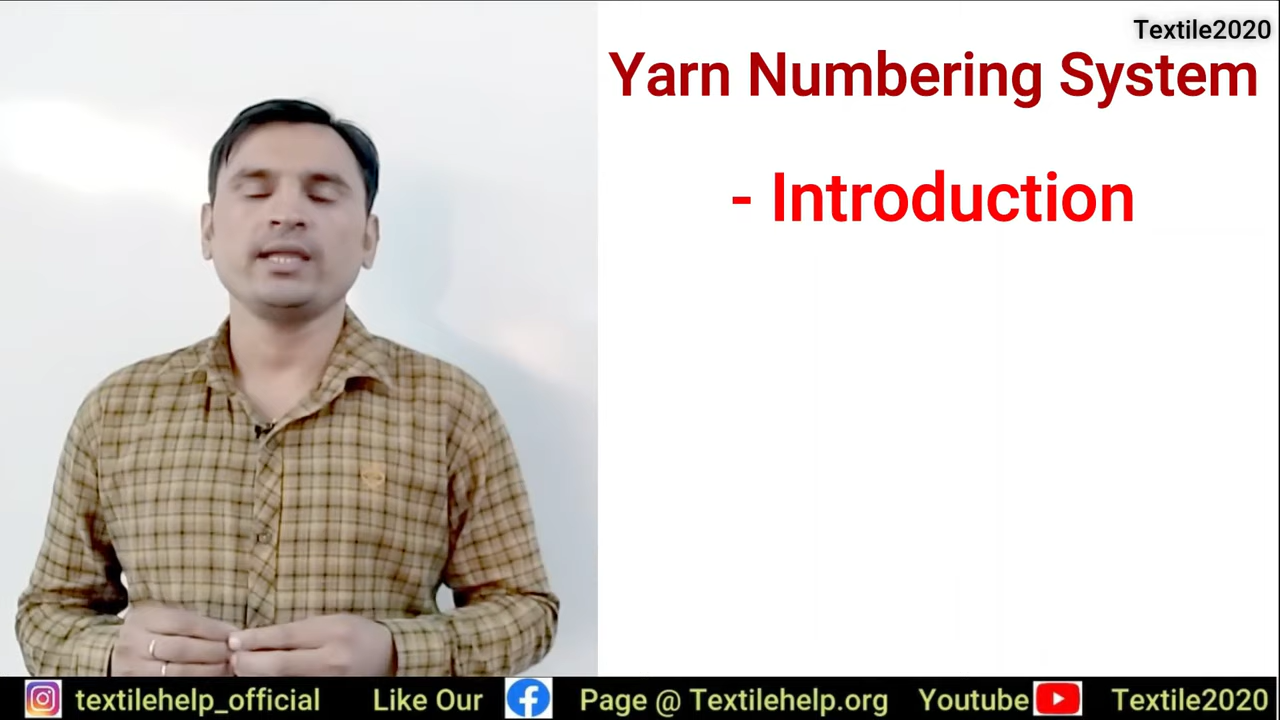 Textile2020
Yarn Numbering System
- Introduction
textilehelp_official Like Our Page @ Textilehelp.org Youtube Textile2020